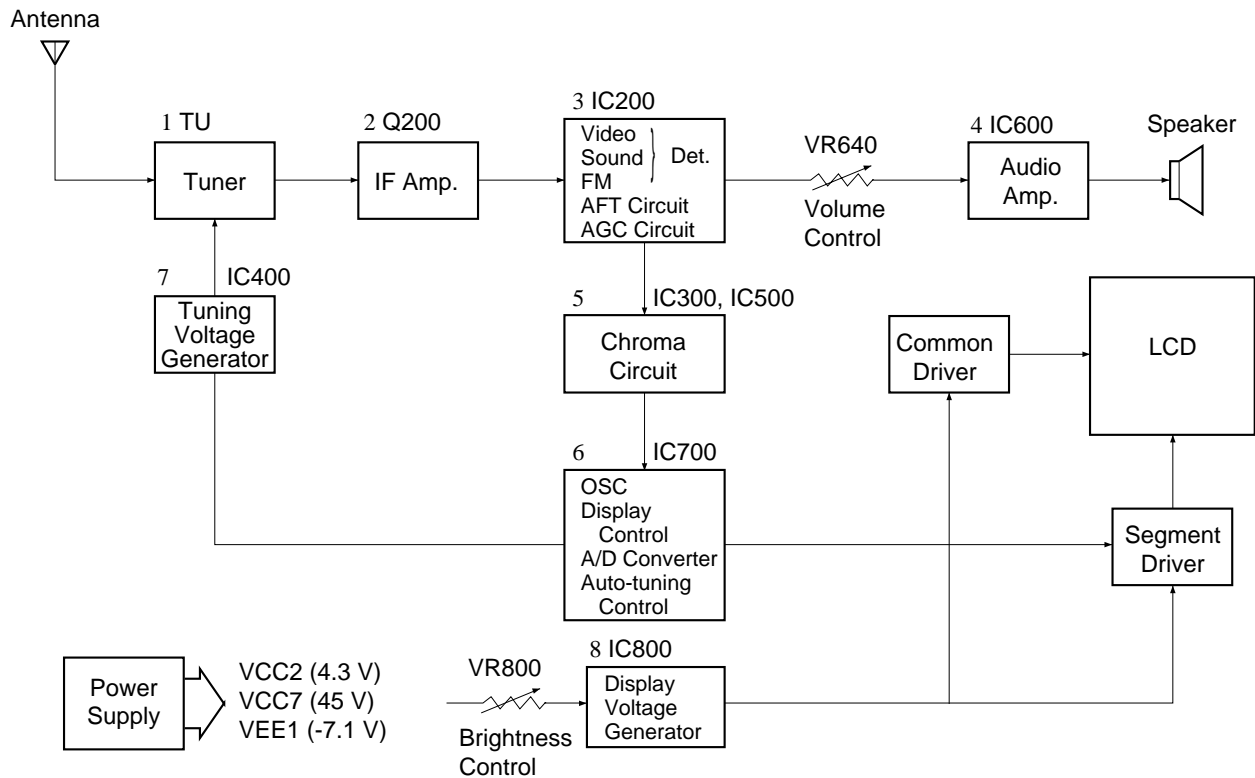 Antenna
1 TU
Tuner
2 Q200
IF Amp.
3 IC200
Video
Sound
FM
Det.
AFT Circuit
AGC Circuit
VR640
Volume
Control
4 IC600
Audio
Amp.
Speaker
7 IC400
Tuning
Voltage
Generator
5 IC300, IC500
Chroma
Circuit
Common
Driver
LCD
6 IC700
OSC
Display
Control
A/D Converter
Auto-tuning
Control
Segment
Driver
Power
Supply
VCC2 (4.3 V)
VCC7 (45 V)
VEE1 (-7.1 V)
VR800
Brightness
Control
8 IC800
Display
Voltage
Generator